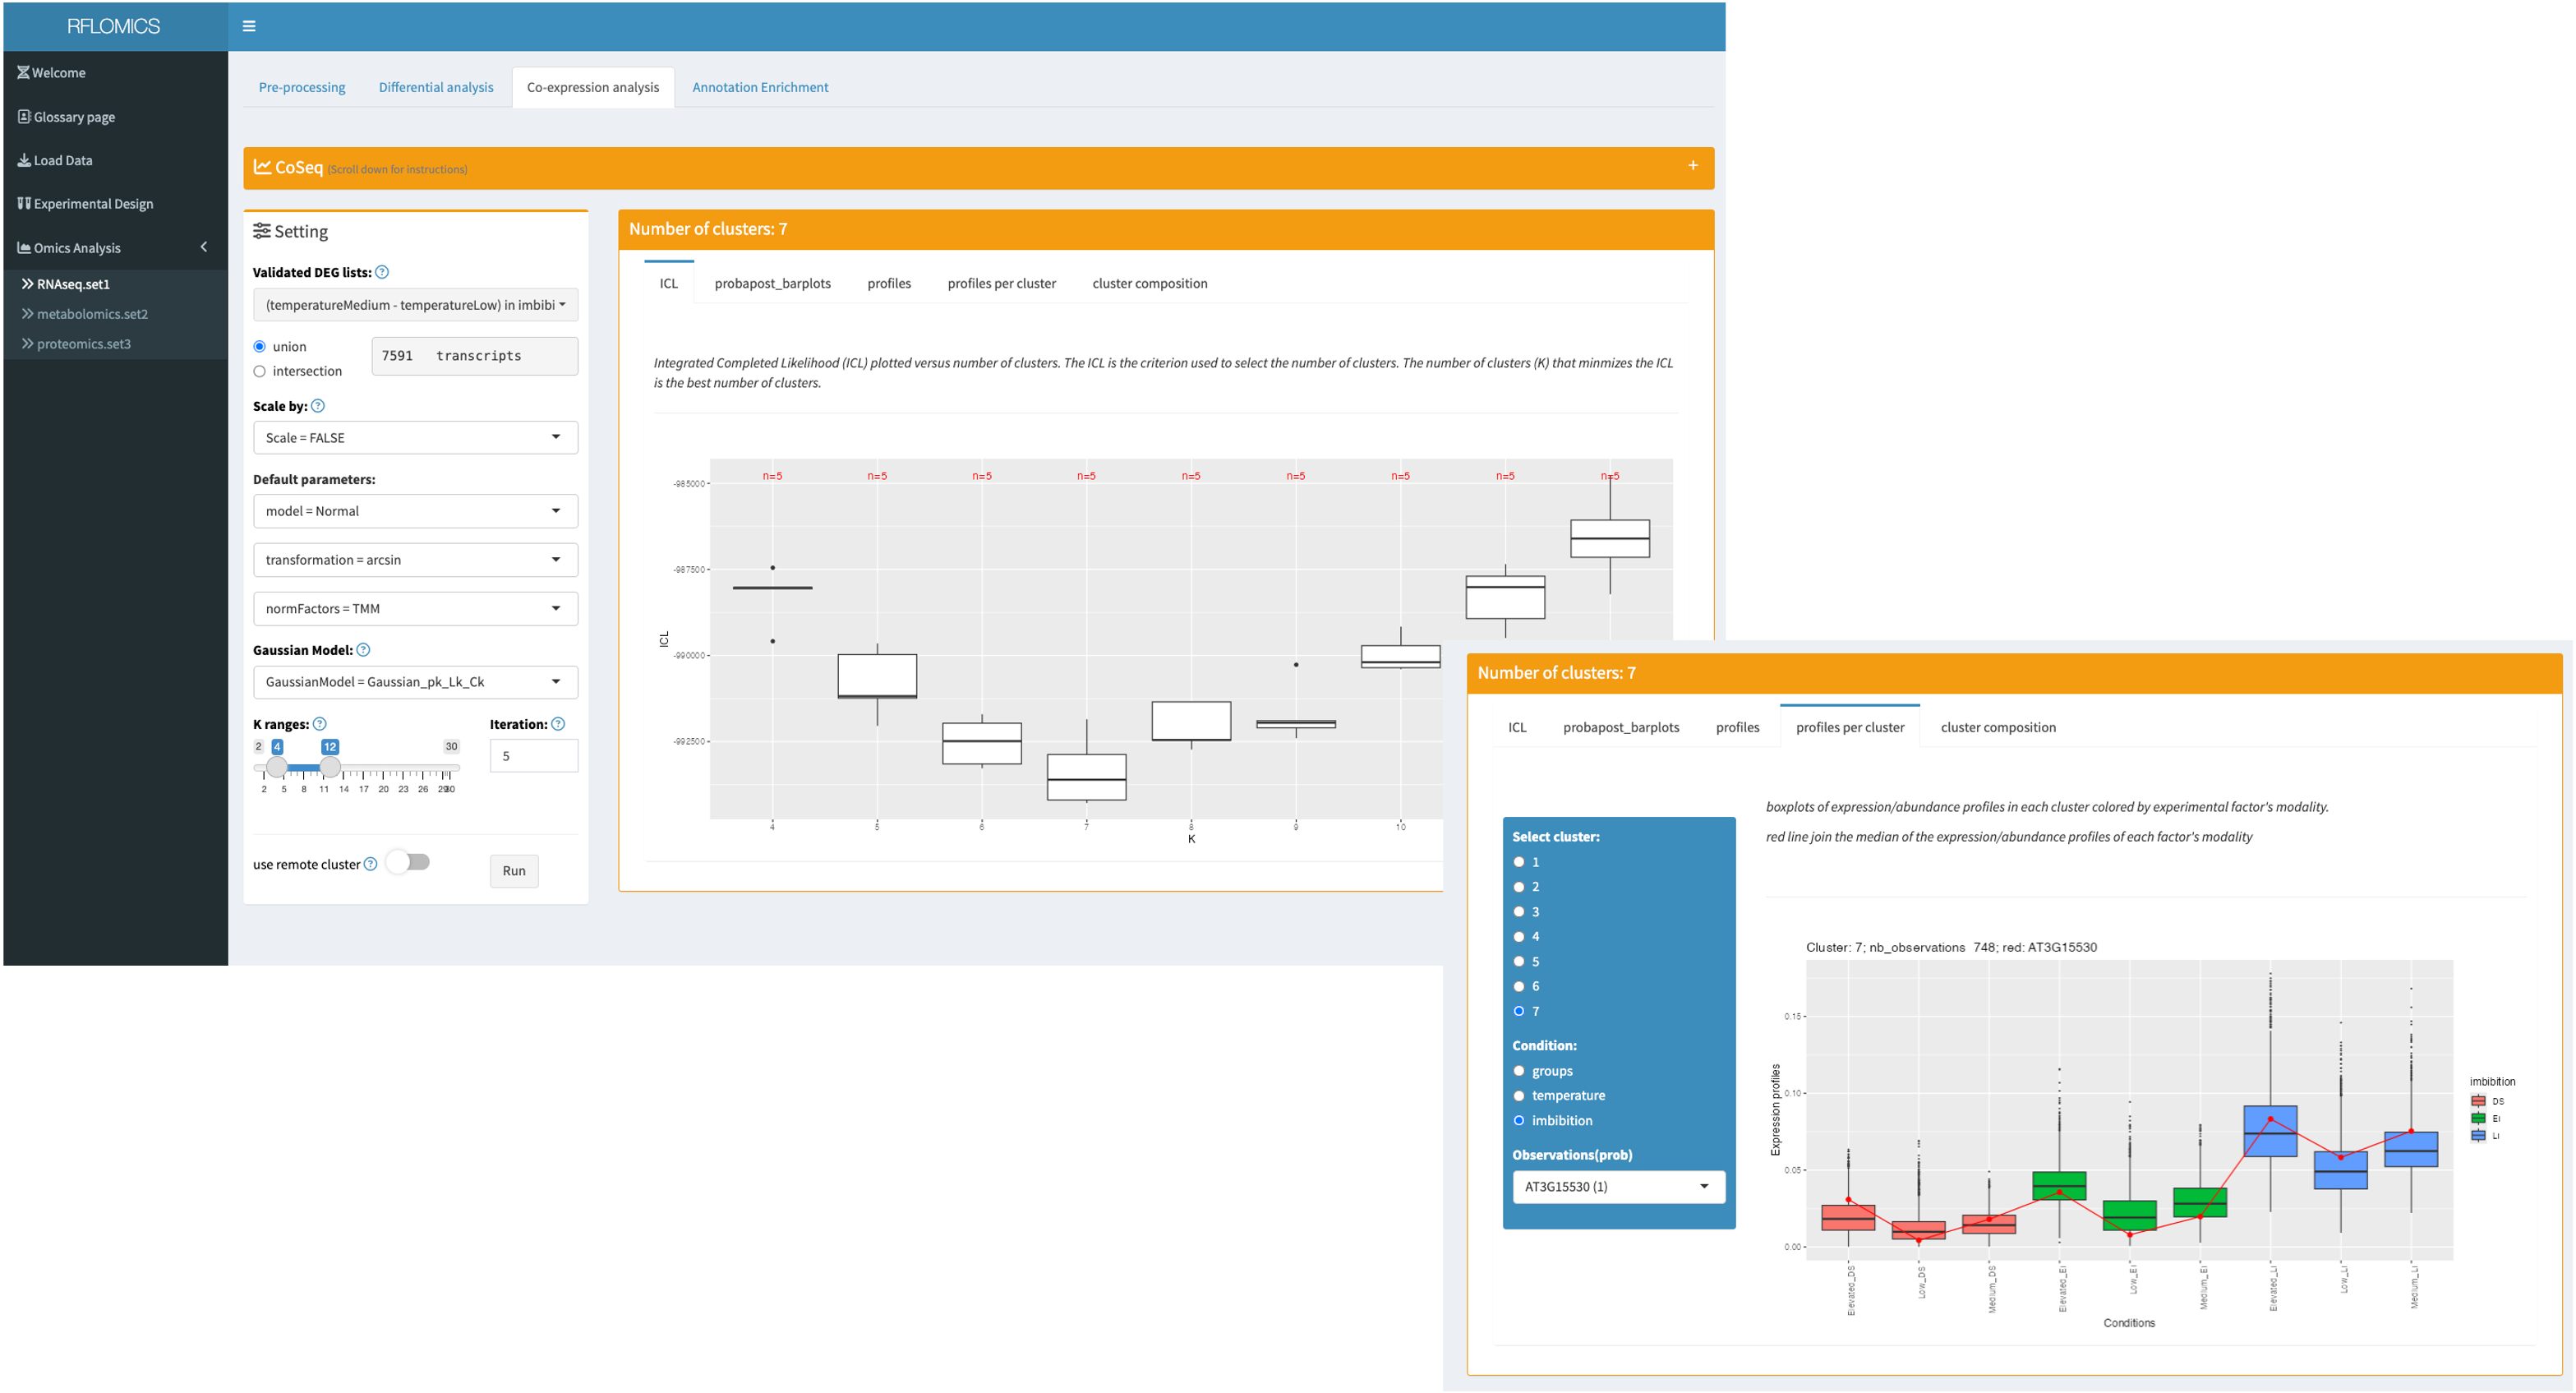 RFLOMICS
Welcome
Glossary page
Load Data
Experimental Design
Omics Analysis
RNAseq.set1
metabolomics.set2
proteomics.set3
Pre-processing
Differential analysis
Co-expression analysis
Annotation Enrichment
CoSeq (Scroll down for instructions)
+
Setting
Validated DEG lists: ?
(temperatureMedium - temperatureLow) in imbibi
union
intersection
7591 transcripts
Scale by: ?
Scale = FALSE
Default parameters:
model = Normal
transformation = arcsin
normFactors = TMM
Gaussian Model: ?
GaussianModel = Gaussian_pk_Lk_Ck
K ranges: ?
Iteration: ?
2 4 12 30
5
2 5 8 11 14 17 20 23 26 29 30
use remote cluster ?
Run
Number of clusters: 7
ICL
probapost_barplots
profiles
profiles per cluster
cluster composition
Integrated Completed Likelihood (ICL) plotted versus number of clusters. The ICL is the criterion used to select the number of clusters. The number of clusters (K) that minmizes the ICL
is the best number of clusters.
n=5 n=5 n=5 n=5 n=5 n=5 n=5 n=5 n=5
-985000
-987500
-990000
-992500
ICL
4 5 6 7 8 9 10
K
Number of clusters: 7
ICL
probapost_barplots
profiles
profiles per cluster
cluster composition
boxplots of expression/abundance profiles in each cluster colored by experimental factor's modality.
red line join the median of the expression/abundance profiles of each factor's modality
Select cluster:
1
2
3
4
5
6
7
Condition:
groups
temperature
imbibition
Observations(prob)
AT3G15530 (1)
Cluster: 7; nb_observations 748; red: AT3G15530
0.15
0.10
0.05
0.00
Expression profiles
Elevated_DS
Low_DS
Medium_DS
Elevated_EI
Low_EI
Medium_EI
Elevated_LI
Low_LI
Medium_LI
Conditions
imbibition
DS
EI
LI